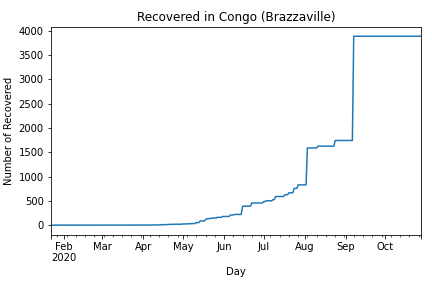 Recovered in Congo (Brazzaville)
Number of Recovered
4000
3500
3000
2500
2000
1500
1000
500
0
Feb Mar Apr May Jun Jul Aug Sep Oct
2020
Day